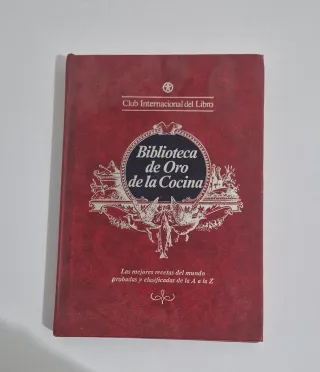 Club Internacional del Libro
Biblioteca
de Oro
de la Cocina
Las mejores recetas del mundo
probadas y clasificadas de la A a la Z